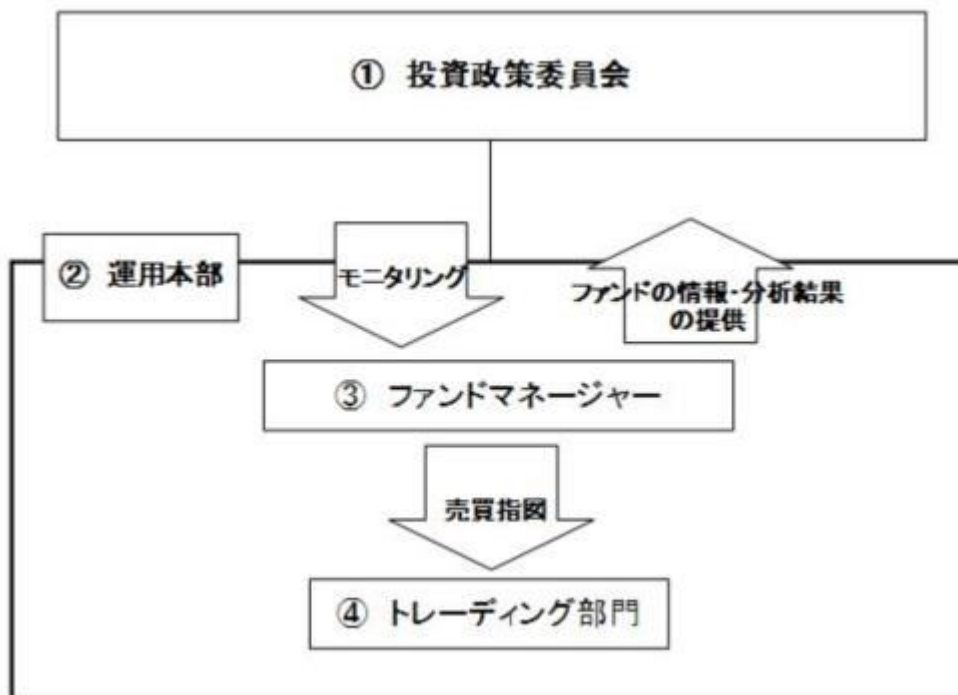 ① 投資政策委員会
② 運用本部
モニタリング
ファンドの情報・分析結果
の提供
③ ファンドマネージャー
売買指図
④ トレーディング部門